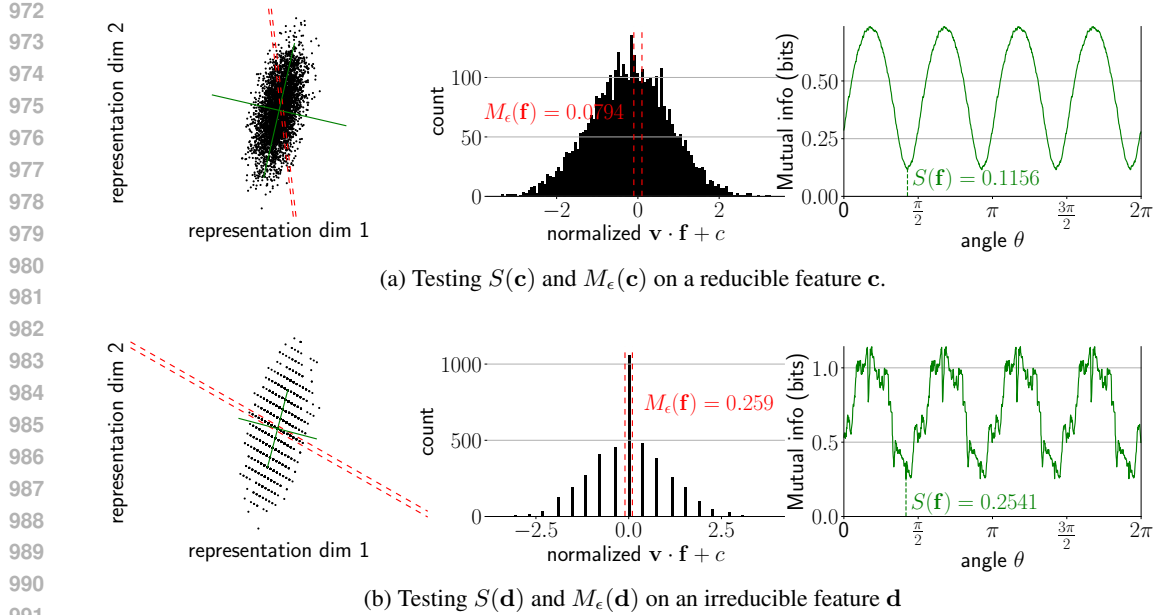 972
973
974
975
976
977
978
979
980
981
982
983
984
985
986
987
988
989
990
991
representation dim 2
representation dim 1
count
100
50
0
M_ϵ(f) = 0.0794
−2
0
2
normalized v · f + c
Mutual info (bits)
0.50
0.25
0.00
S(f) = 0.1156
0
π/2
π
3π/2
2π
angle θ
(a) Testing S(c) and M_ϵ(c) on a reducible feature c.
representation dim 2
representation dim 1
count
1000
500
0
M_ϵ(f) = 0.259
−2.5
0.0
2.5
normalized v · f + c
Mutual info (bits)
1.0
0.5
0.0
S(f) = 0.2541
0
π/2
π
3π/2
2π
angle θ
(b) Testing S(d) and M_ϵ(d) on an irreducible feature d